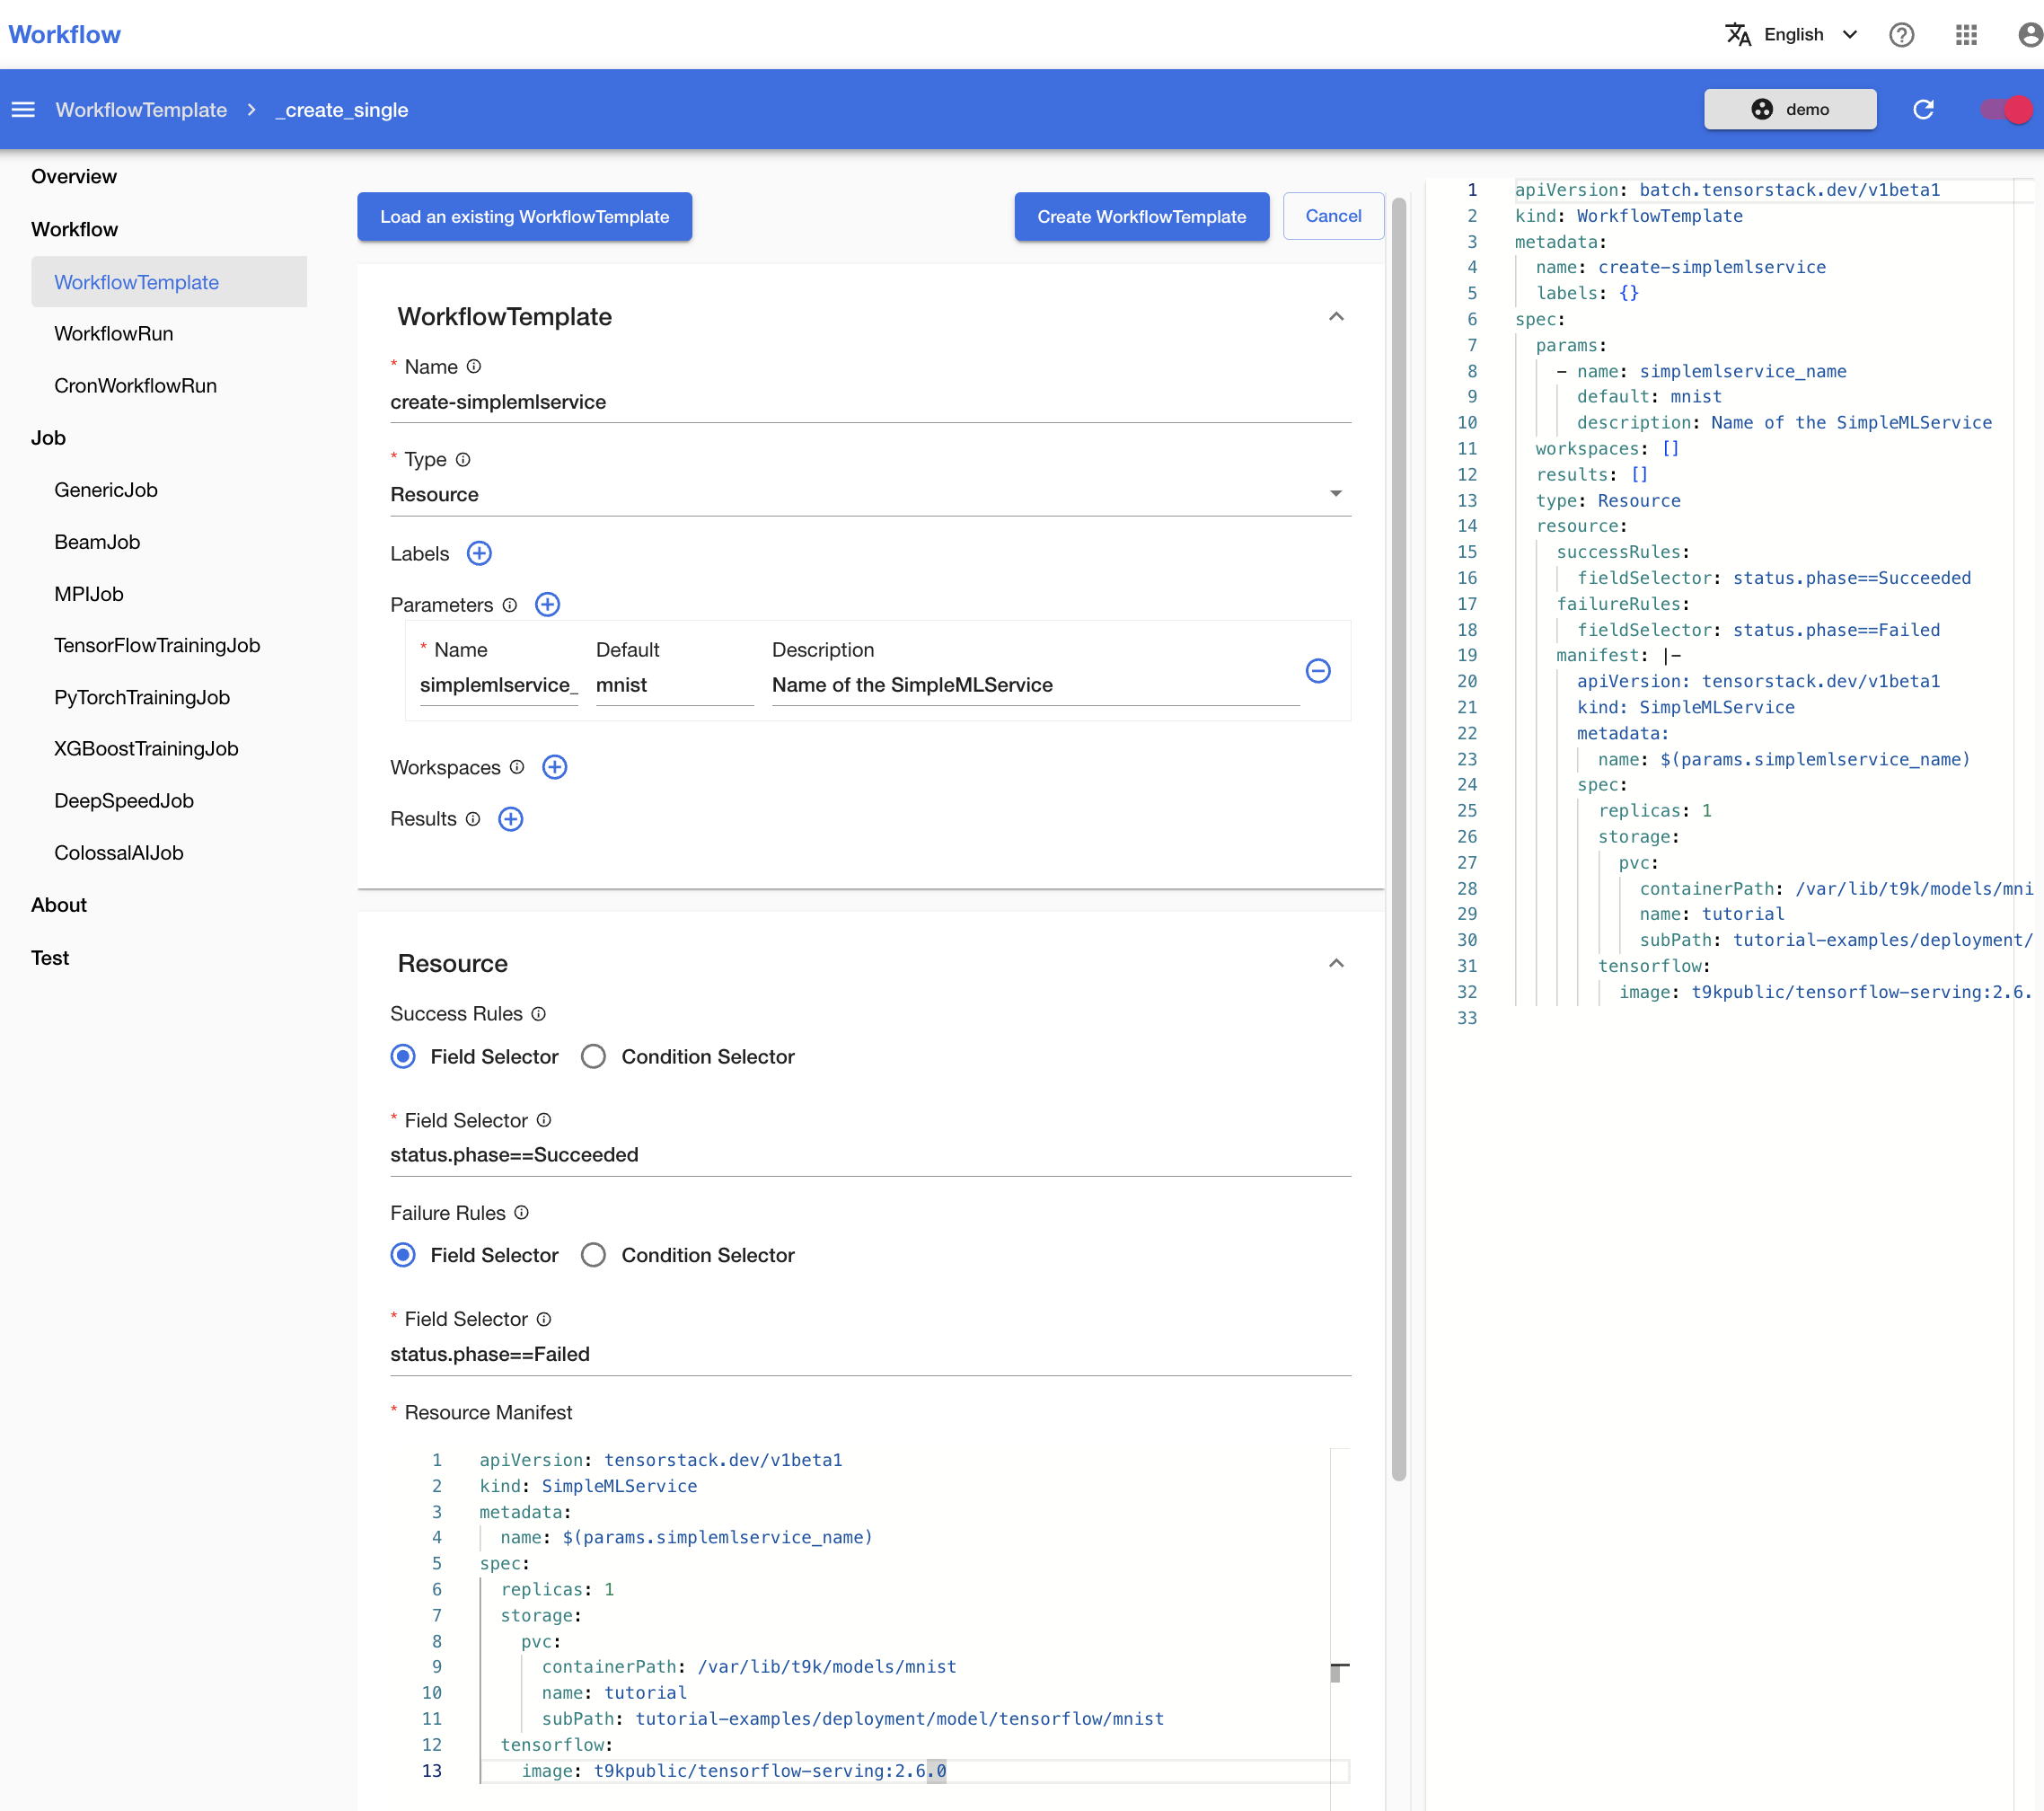 Workflow
English
WorkflowTemplate > _create_single
demo
Overview
Workflow
WorkflowTemplate
WorkflowRun
CronWorkflowRun
Job
GenericJob
BeamJob
MPIJob
TensorFlowTrainingJob
PyTorchTrainingJob
XGBoostTrainingJob
DeepSpeedJob
ColossalAIJob
About
Test
Load an existing WorkflowTemplate
Create WorkflowTemplate
Cancel
WorkflowTemplate
* Name
create-simplemlservice
* Type
Resource
Labels
Parameters
* Name Default Description
simplemlservice_ mnist Name of the SimpleMLService
Workspaces
Results
Resource
Success Rules
Field Selector Condition Selector
* Field Selector
status.phase==Succeeded
Failure Rules
Field Selector Condition Selector
* Field Selector
status.phase==Failed
* Resource Manifest
1 apiVersion: tensorstack.dev/v1beta1
2 kind: SimpleMLService
3 metadata:
4 name: $(params.simplemlservice_name)
5 spec:
6 replicas: 1
7 storage:
8 pvc:
9 containerPath: /var/lib/t9k/models/mnist
10 name: tutorial
11 subPath: tutorial-examples/deployment/model/tensorflow/mnist
12 tensorflow:
13 image: t9kpublic/tensorflow-serving:2.6.0
1 apiVersion: batch.tensorstack.dev/v1beta1
2 kind: WorkflowTemplate
3 metadata:
4 name: create-simplemlservice
5 labels: {}
6 spec:
7 params:
8 - name: simplemlservice_name
9 default: mnist
10 description: Name of the SimpleMLService
11 workspaces: []
12 results: []
13 type: Resource
14 resource:
15 successRules:
16 fieldSelector: status.phase==Succeeded
17 failureRules:
18 fieldSelector: status.phase==Failed
19 manifest: |-
20 apiVersion: tensorstack.dev/v1beta1
21 kind: SimpleMLService
22 metadata:
23 name: $(params.simplemlservice_name)
24 spec:
25 replicas: 1
26 storage:
27 pvc:
28 containerPath: /var/lib/t9k/models/mni
29 name: tutorial
30 subPath: tutorial-examples/deployment/
31 tensorflow:
32 image: t9kpublic/tensorflow-serving:2.6.
33